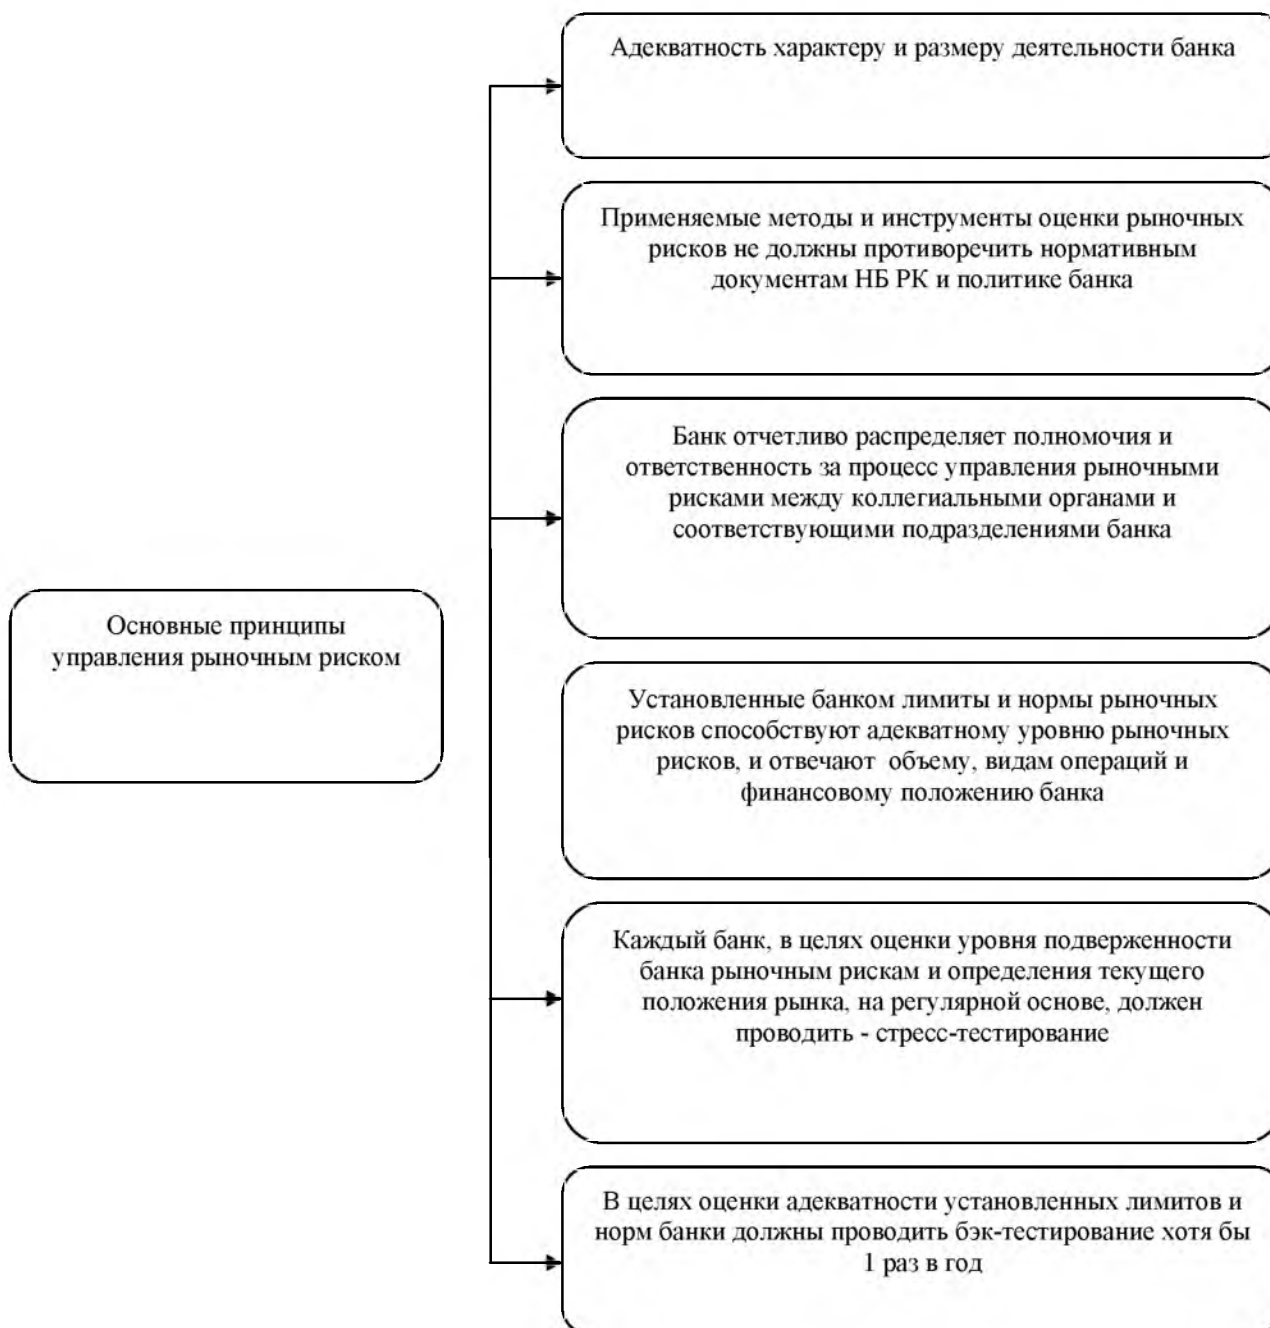 Адекватность характеру и размеру деятельности банка
Применяемые методы и инструменты оценки рыночных
рисков не должны противоречить нормативным
документам НБ РК и политике банка
Банк отчетливо распределяет полномочия и
ответственность за процесс управления рыночными
рисками между коллегиальными органами и
соответствующими подразделениями банка
Основные принципы
управления рыночным риском
Установленные банком лимиты и нормы рыночных
рисков способствуют адекватному уровню рыночных
рисков, и отвечают объему, видам операций и
финансовому положению банка
Каждый банк, в целях оценки уровня подверженности
банка рыночным рискам и определения текущего
положения рынка, на регулярной основе, должен
проводить - стресс-тестирование
В целях оценки адекватности установленных лимитов и
норм банки должны проводить бэк-тестирование хотя бы
1 раз в год